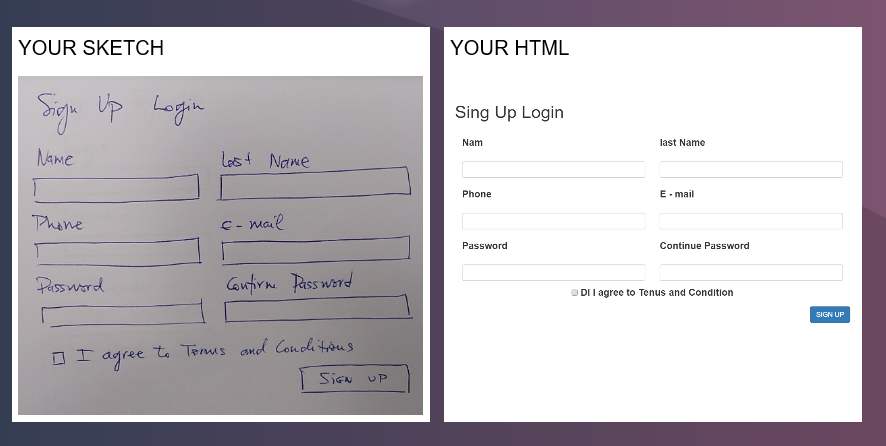 YOUR SKETCH
Sign Up Login
Name Last Name
Phone E-mail
Password Confirm Password
I agree to Terms and Conditions
SIGN UP
YOUR HTML
Sing Up Login
Nam last Name
Phone E - mail
Password Continue Password
DI I agree to Tenus and Condition
SIGN UP